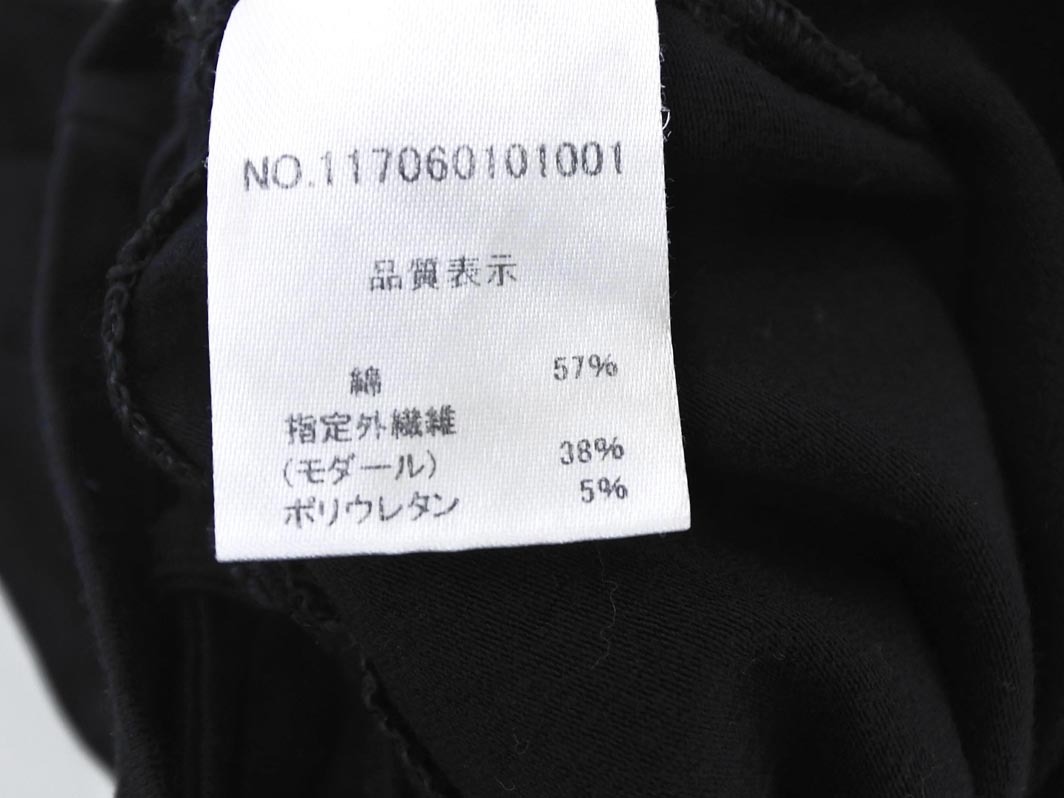 NO.117060101001
品質表示
綿 57%
指定外繊維
(モダール) 38%
ポリウレタン 5%